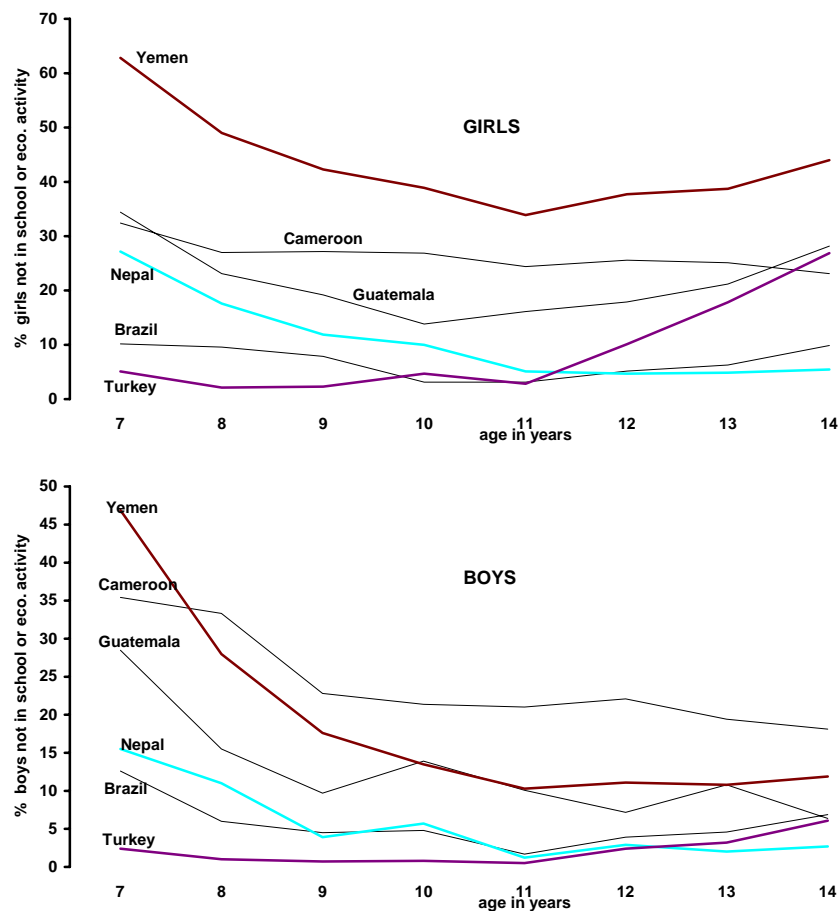 70
Yemen
60
50
GIRLS
40
30
Cameroon
Nepal
Guatemala
20
Brazil
10
Turkey
0
7 8 9 10 11 12 13 14
age in years
% girls not in school or eco. activity
50
Yemen
45
40
BOYS
Cameroon
35
30
Guatemala
25
20
Nepal
15
Brazil
10
5
Turkey
0
7 8 9 10 11 12 13 14
age in years
% boys not in school or eco. activity